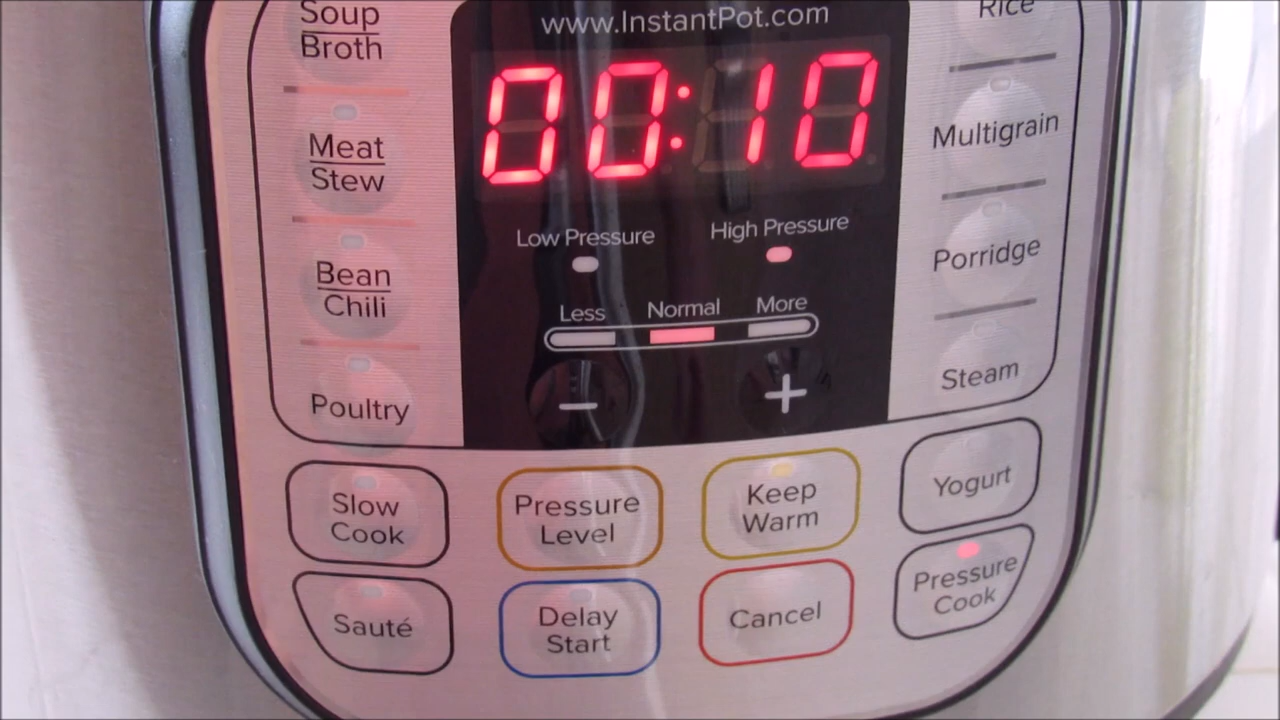 www.InstantPot.com
00:10
Low Pressure
High Pressure
Less
Normal
More
−
+
Soup
Broth
Meat
Stew
Bean
Chili
Poultry
Rice
Multigrain
Porridge
Steam
Slow
Cook
Pressure
Level
Keep
Warm
Yogurt
Sauté
Delay
Start
Cancel
Pressure
Cook